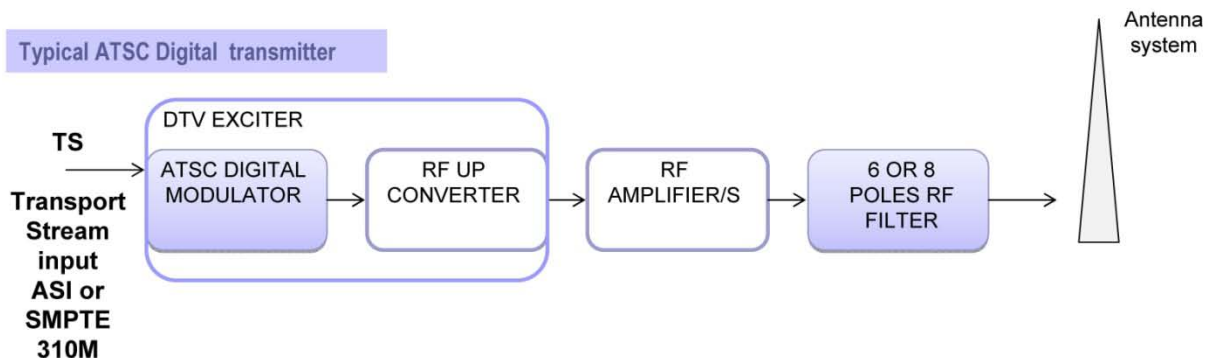 Typical ATSC Digital transmitter
Antenna
system
DTV EXCITER
TS
Transport
Stream
input
ASI or
SMPTE
310M
ATSC DIGITAL
MODULATOR
RF UP
CONVERTER
RF
AMPLIFIER/S
6 OR 8
POLES RF
FILTER